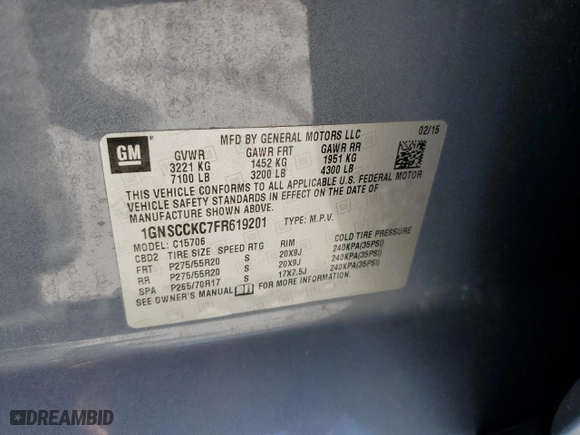 GM
MFD BY GENERAL MOTORS LLC
02/15
GVWR GAWR FRT GAWR RR
3221 KG 1452 KG 1951 KG
7100 LB 3200 LB 4300 LB
THIS VEHICLE CONFORMS TO ALL APPLICABLE U.S. FEDERAL MOTOR
VEHICLE SAFETY STANDARDS IN EFFECT ON THE DATE OF
MANUFACTURE SHOWN ABOVE.
1GNSCCKC7FR619201 TYPE: M.P.V.
MODEL: C15706
CBD2 TIRE SIZE SPEED RTG RIM COLD TIRE PRESSURE
FRT P275/55R20 S 20X9J 240KPA(35PSI)
RR P275/55R20 S 20X9J 240KPA(35PSI)
SPA P265/70R17 S 17X7.5J 240KPA(35PSI)
SEE OWNER'S MANUAL FOR MORE INFORMATION.
DREAMBID